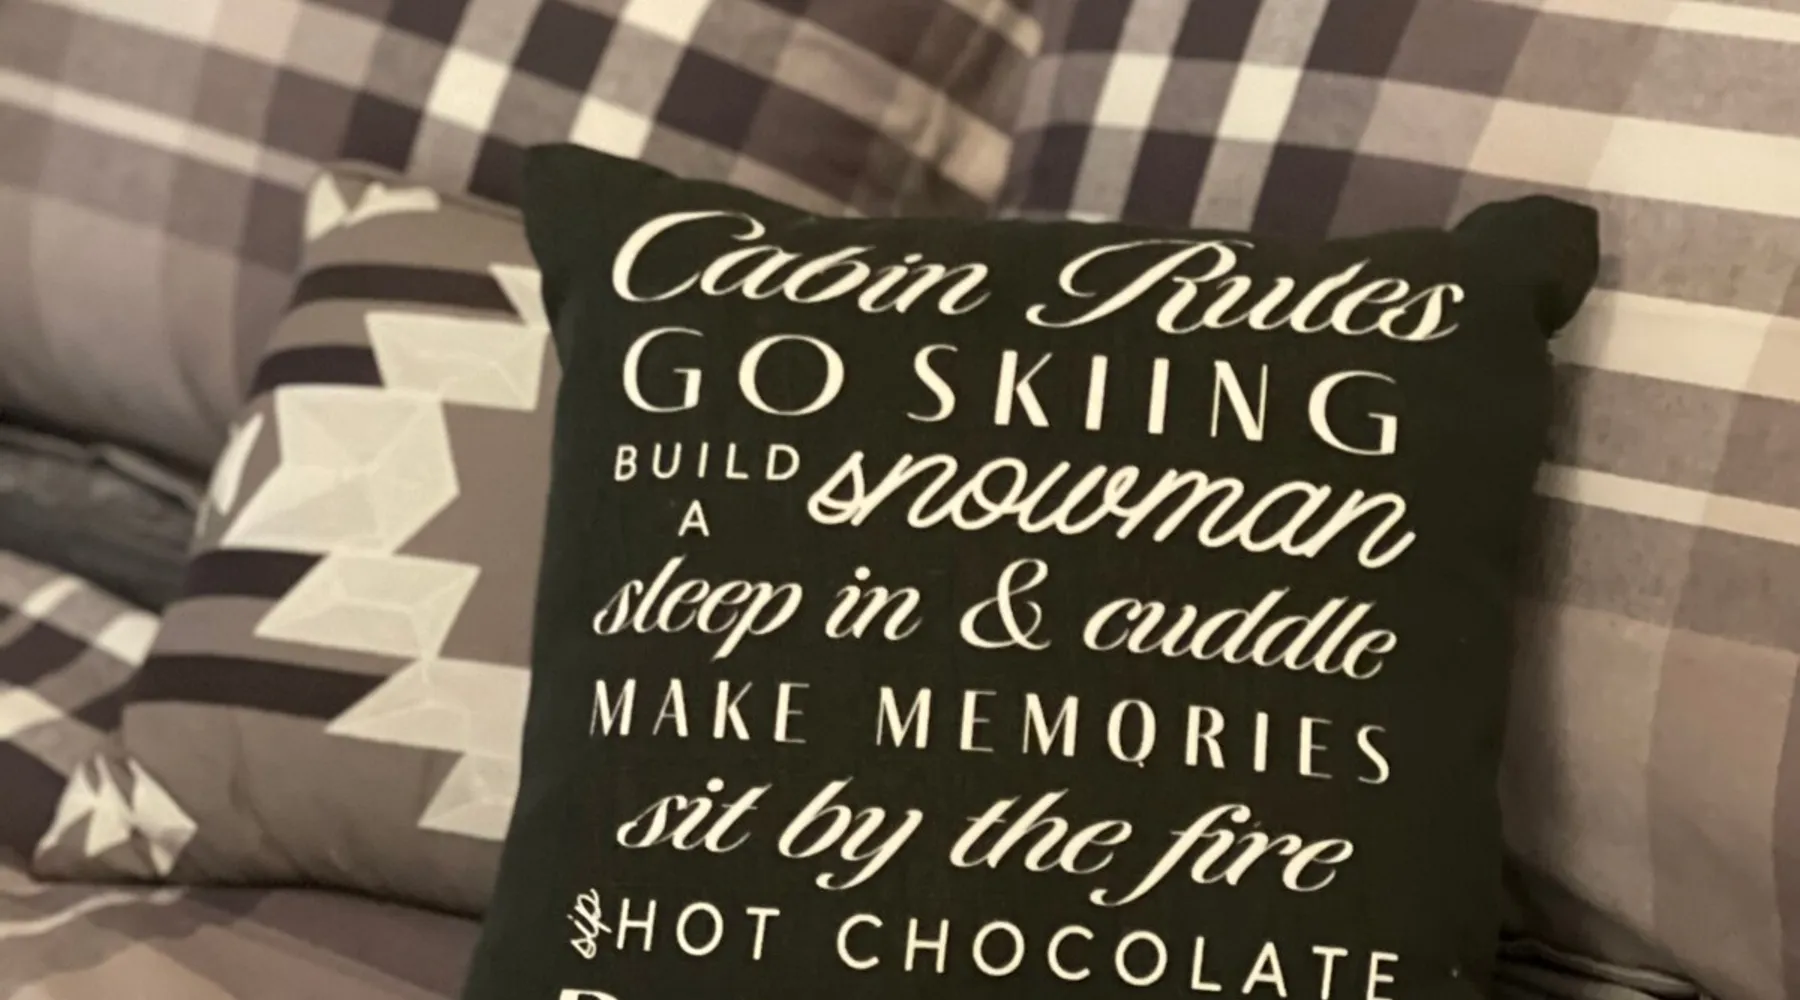 Cabin Rules
GO SKIING
BUILD A snowman
sleep in & cuddle
MAKE MEMORIES
sit by the fire
sip HOT CHOCOLATE